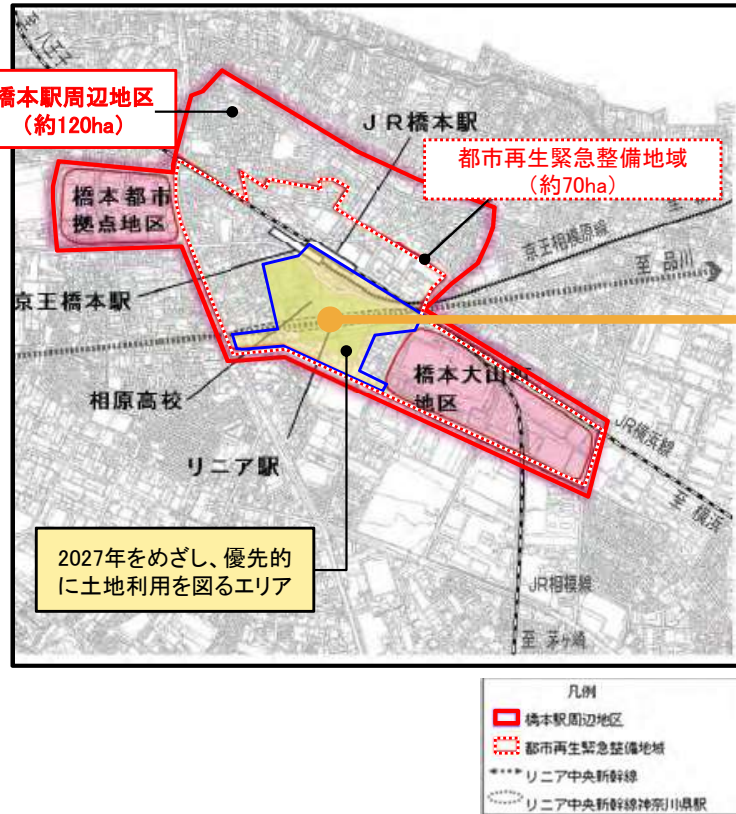 至 八王子
橋本駅周辺地区
(約120ha)
JR橋本駅
都市再生緊急整備地域
(約70ha)
橋本都市
拠点地区
京王相模原線
至 品川
京王橋本駅
橋本大山町
地区
相原高校
JR横浜線
リニア駅
至 横浜
2027年をめざし、優先的
に土地利用を図るエリア
JR相模線
至 茅ヶ崎
凡例
橋本駅周辺地区
都市再生緊急整備地域
リニア中央新幹線
リニア中央新幹線神奈川県駅